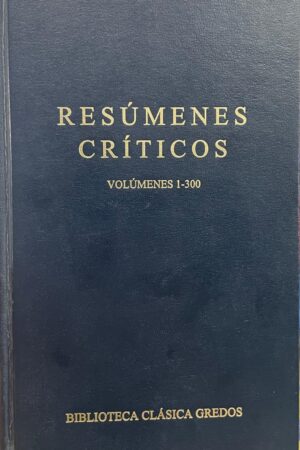 RESÚMENES
CRÍTICOS
VOLÚMENES 1-300
BIBLIOTECA CLÁSICA GREDOS